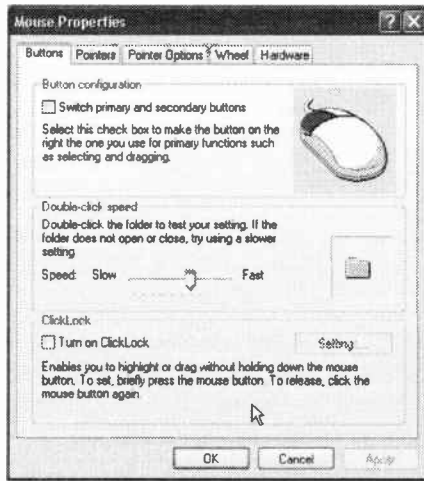 Mouse Properties
Buttons Pointers Pointer Options Wheel Hardware
Button configuration
Switch primary and secondary buttons
Select this check box to make the button on the
right the one you use for primary functions such
as selecting and dragging.
Double-click speed
Double-click the folder to test your setting. If the
folder does not open or close, try using a slower
setting.
Speed: Slow Fast
ClickLock
Turn on ClickLock
Settings...
Enables you to highlight or drag without holding down the mouse
button. To set, briefly press the mouse button. To release, click the
mouse button again.
OK Cancel Apply